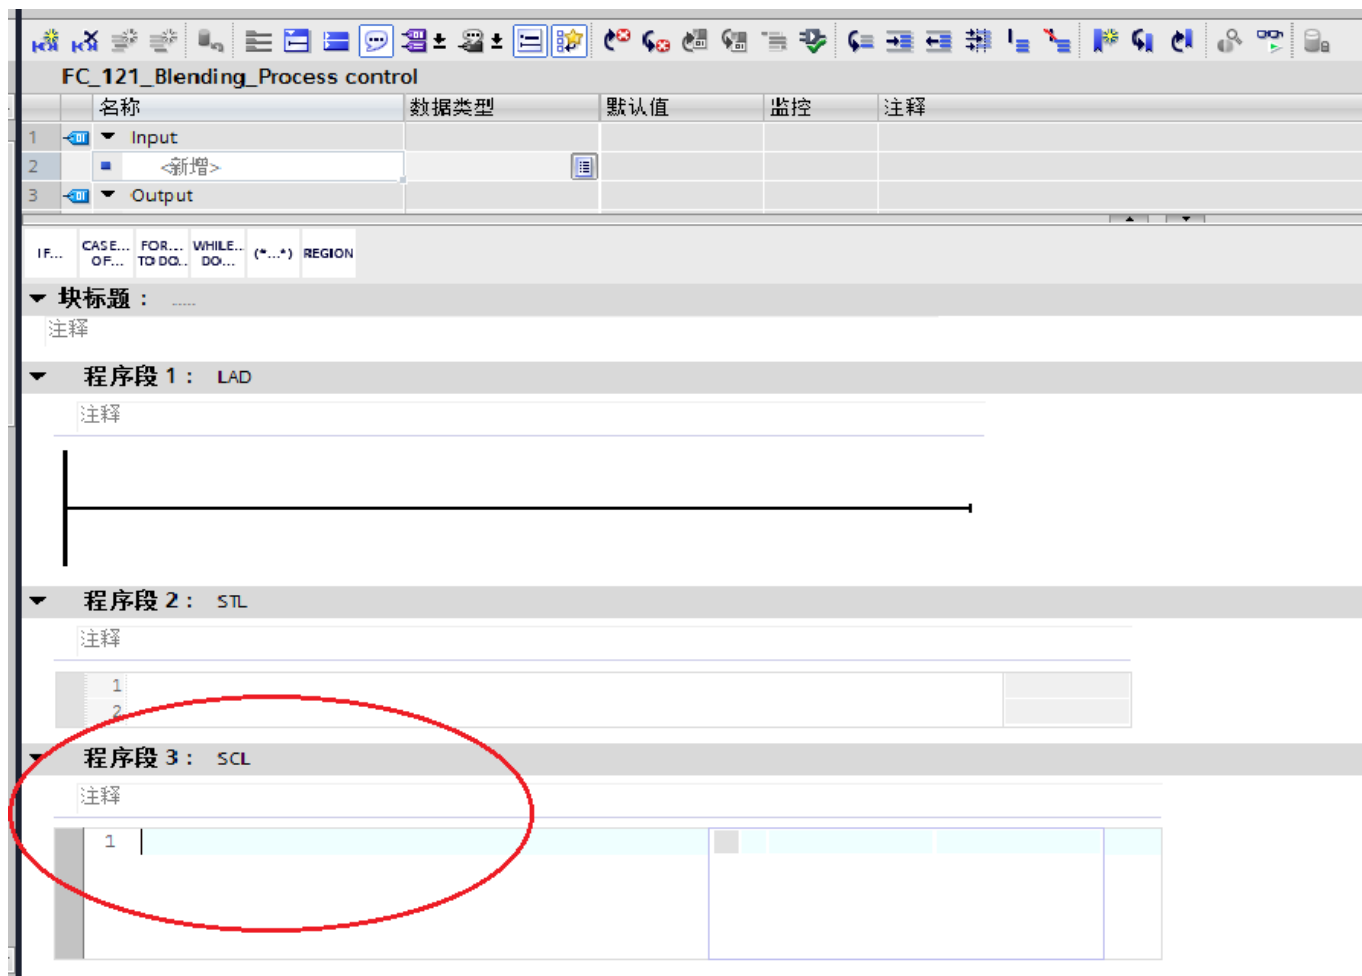 FC_121_Blending_Process control
名称 数据类型 默认值 监控 注释
1 Input
2 <新增>
3 Output
IF... CASE... OF... FOR... TO DO... WHILE... DO... (*...*) REGION
块标题： ......
注释
程序段 1： LAD
注释
程序段 2： STL
注释
1
2
程序段 3： SCL
注释
1